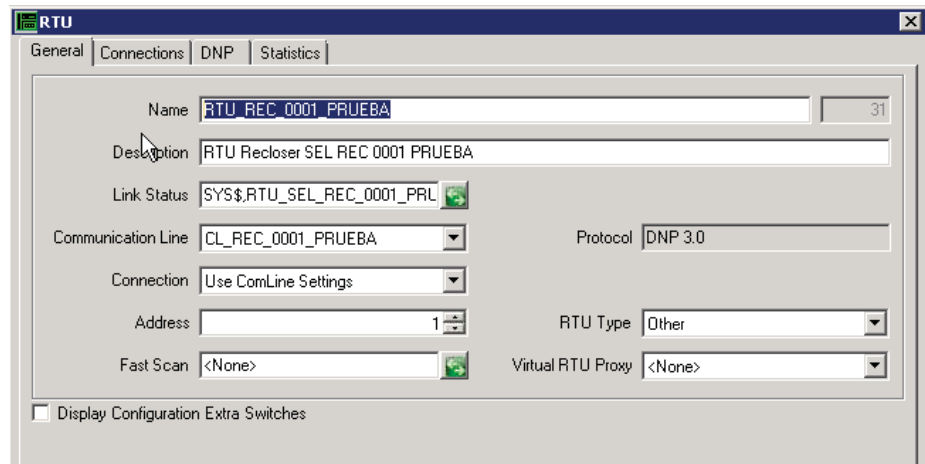 RTU
General Connections DNP Statistics
Name RTU_REC_0001_PRUEBA 31
Description RTU Recloser SEL REC 0001 PRUEBA
Link Status SYS$,RTU_SEL_REC_0001_PRU
Communication Line CL_REC_0001_PRUEBA Protocol DNP 3.0
Connection Use ComLine Settings
Address 1 RTU Type Other
Fast Scan <None> Virtual RTU Proxy <None>
Display Configuration Extra Switches